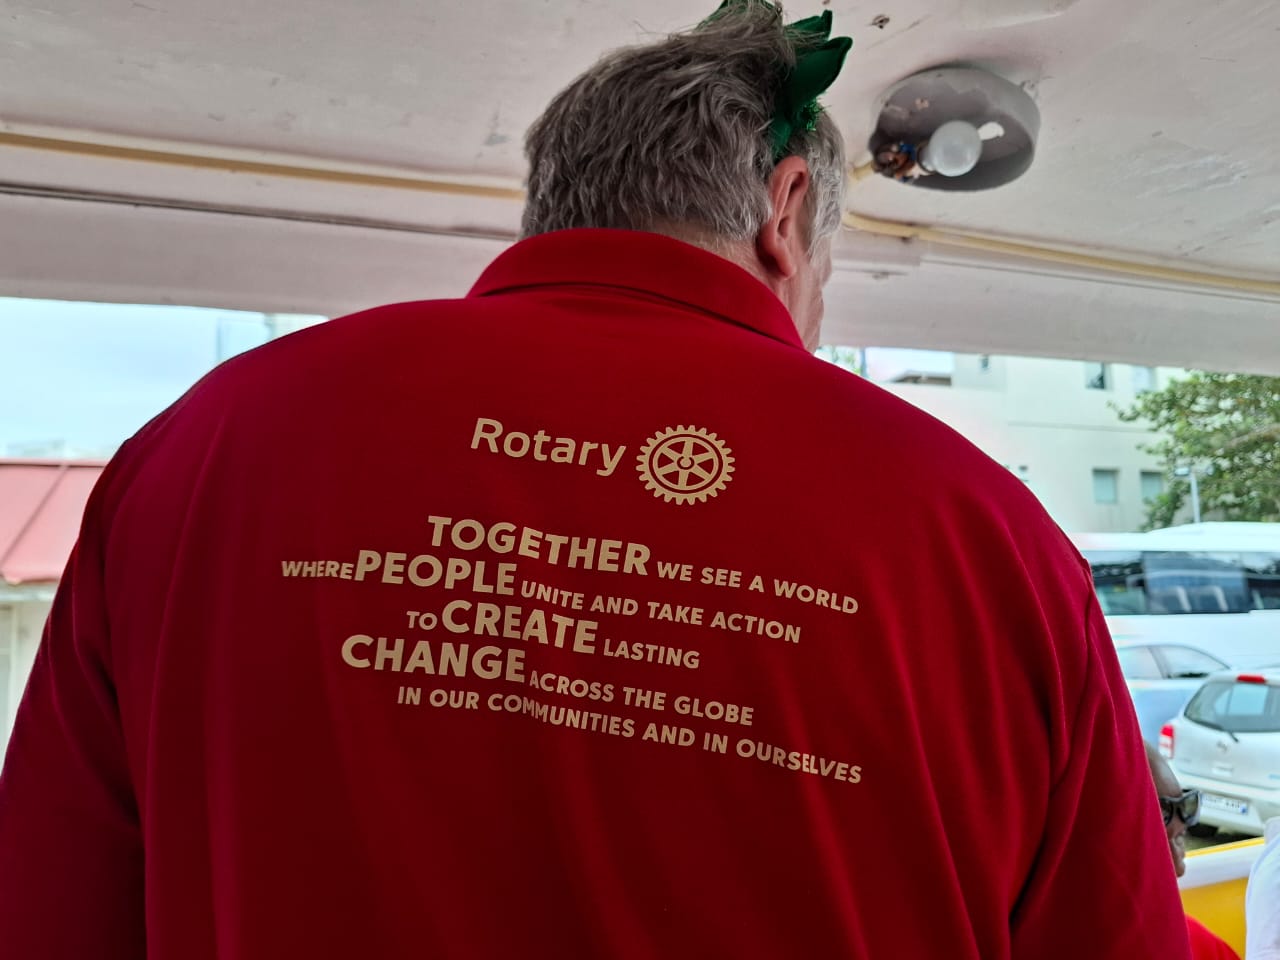 Rotary
TOGETHER WE SEE A WORLD
WHERE PEOPLE UNITE AND TAKE ACTION
TO CREATE LASTING
CHANGE ACROSS THE GLOBE
IN OUR COMMUNITIES AND IN OURSELVES